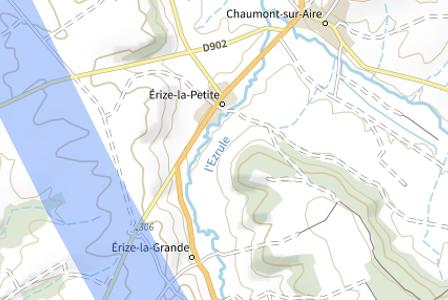 Chaumont-sur-Aire
D902
Érize-la-Petite
l'Ezrule
Érize-la-Grande